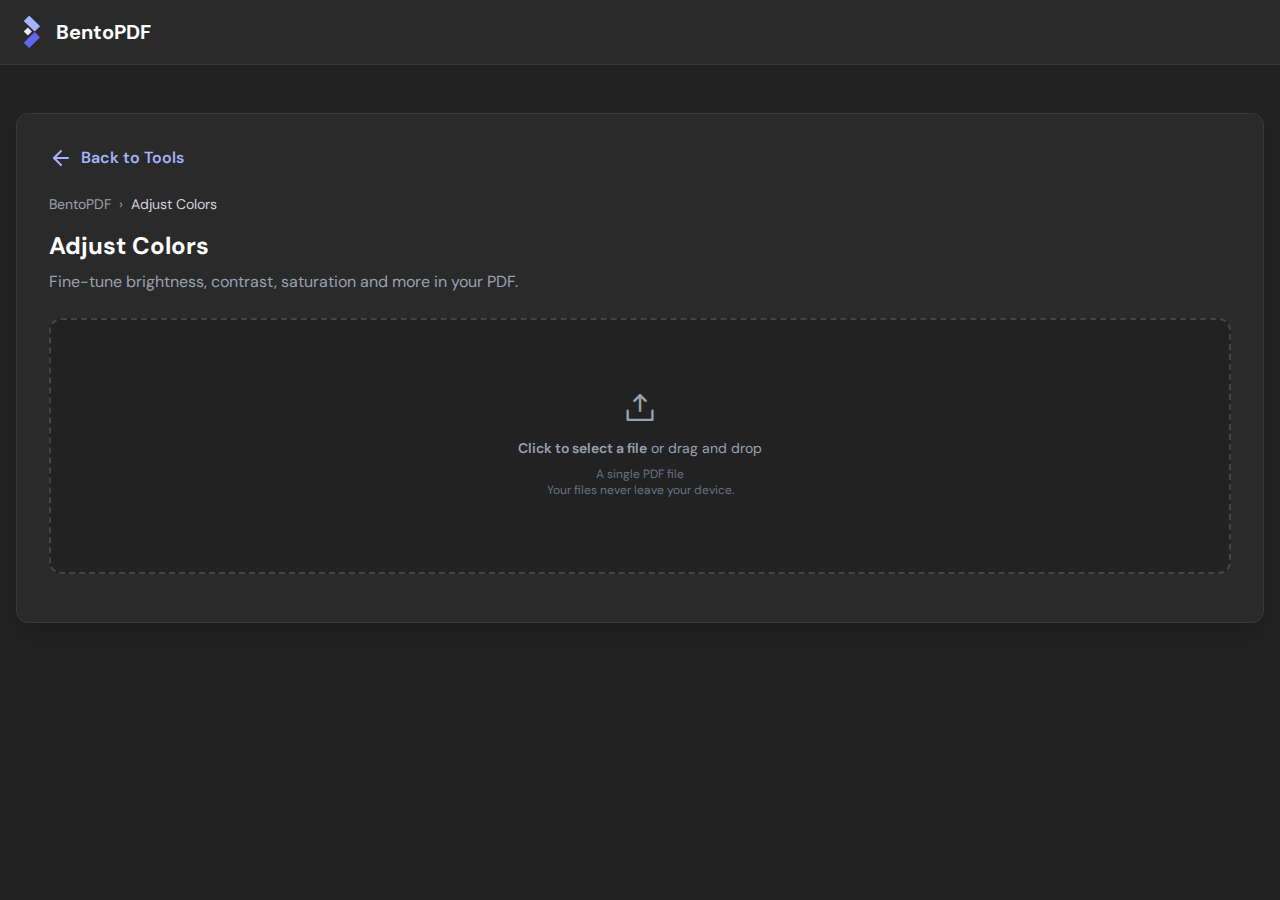 BentoPDF
Back to Tools
BentoPDF › Adjust Colors
Adjust Colors
Fine-tune brightness, contrast, saturation and more in your PDF.
Click to select a file or drag and drop
A single PDF file
Your files never leave your device.